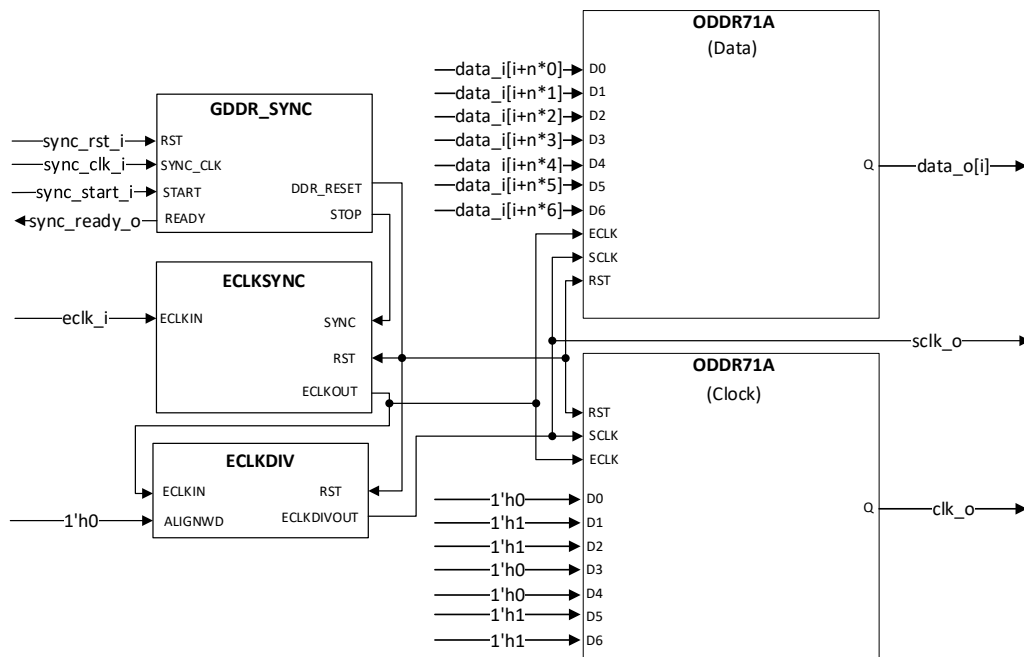 ODDR71A
(Data)
data_i[i+n*0] D0
data_i[i+n*1] D1
data_i[i+n*2] D2
data_i[i+n*3] D3
data_i[i+n*4] D4
data_i[i+n*5] D5
data_i[i+n*6] D6
ECLK
SCLK
RST
Q data_o[i]
GDDR_SYNC
sync_rst_i RST
sync_clk_i SYNC_CLK
sync_start_i START
sync_ready_o READY
DDR_RESET
STOP
ECLKSYNC
eclk_i ECLKIN
SYNC
RST
ECLKOUT
sclk_o
ECLKDIV
ECLKIN RST
1'h0 ALIGNWD ECLKDIVOUT
ODDR71A
(Clock)
RST
SCLK
ECLK
1'h0 D0
1'h1 D1
1'h1 D2
1'h0 D3
1'h0 D4
1'h1 D5
1'h1 D6
Q clk_o